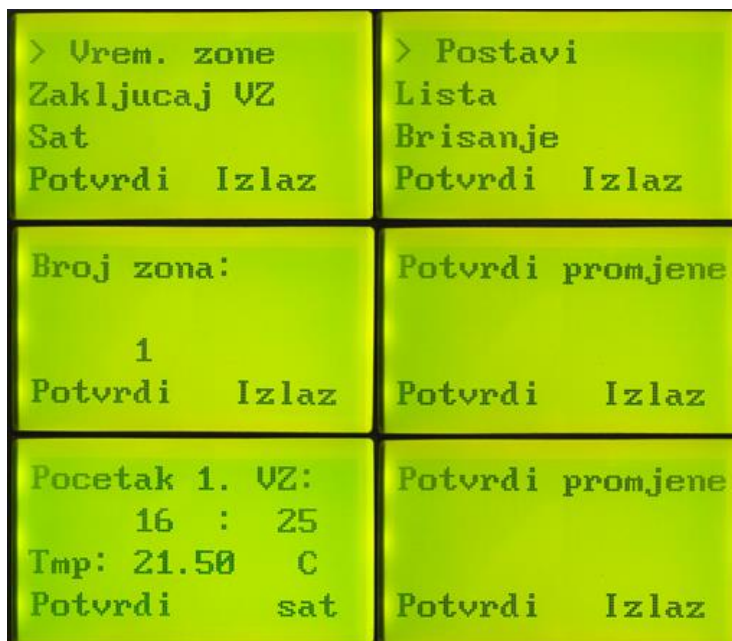 > Vrem. zone
Zakljucaj VZ
Sat
Potvrdi Izlaz
> Postavi
Lista
Brisanje
Potvrdi Izlaz
Broj zona:
1
Potvrdi Izlaz
Potvrdi promjene
Potvrdi Izlaz
Pocetak 1. VZ:
16 : 25
Tmp: 21.50 C
Potvrdi sat
Potvrdi promjene
Potvrdi Izlaz